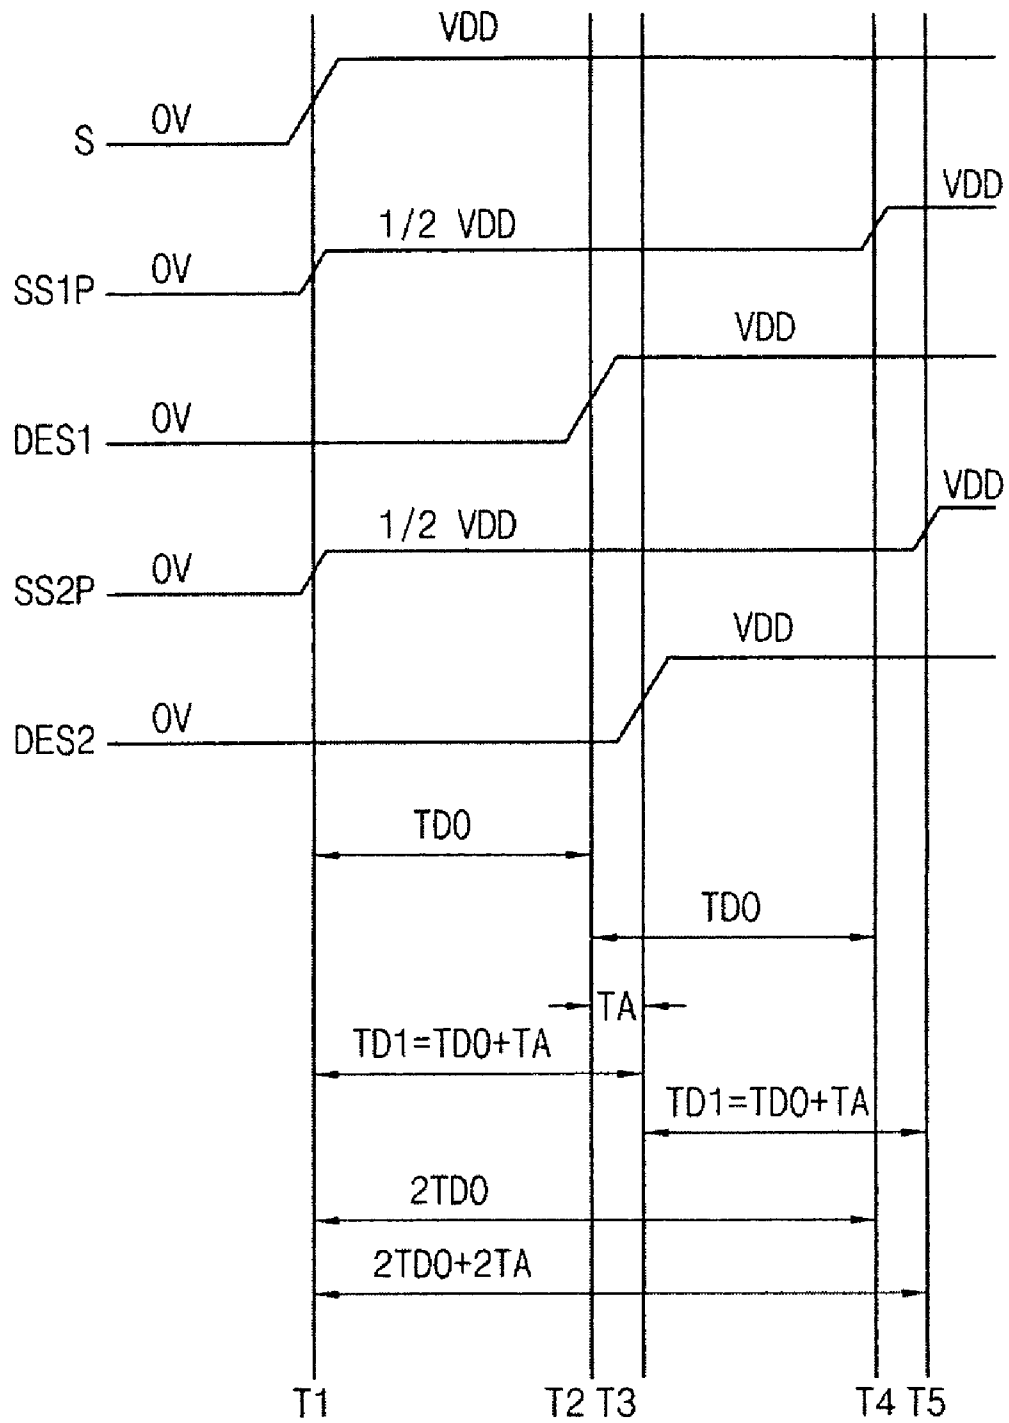 VDD
S 0V
VDD
1/2 VDD
SS1P 0V
VDD
DES1 0V
VDD
1/2 VDD
SS2P 0V
VDD
DES2 0V
TD0
TD0
TA
TD1=TD0+TA
TD1=TD0+TA
2TD0
2TD0+2TA
T1 T2 T3 T4 T5